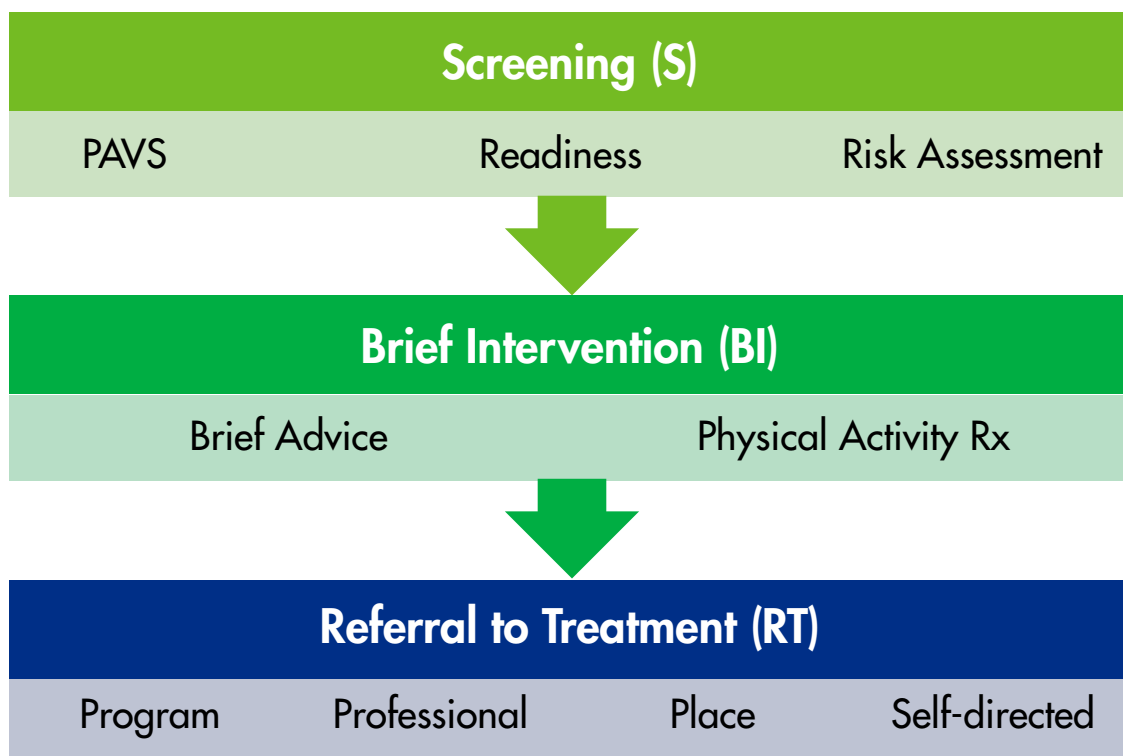 Screening (S)
PAVS Readiness Risk Assessment
Brief Intervention (BI)
Brief Advice Physical Activity Rx
Referral to Treatment (RT)
Program Professional Place Self-directed